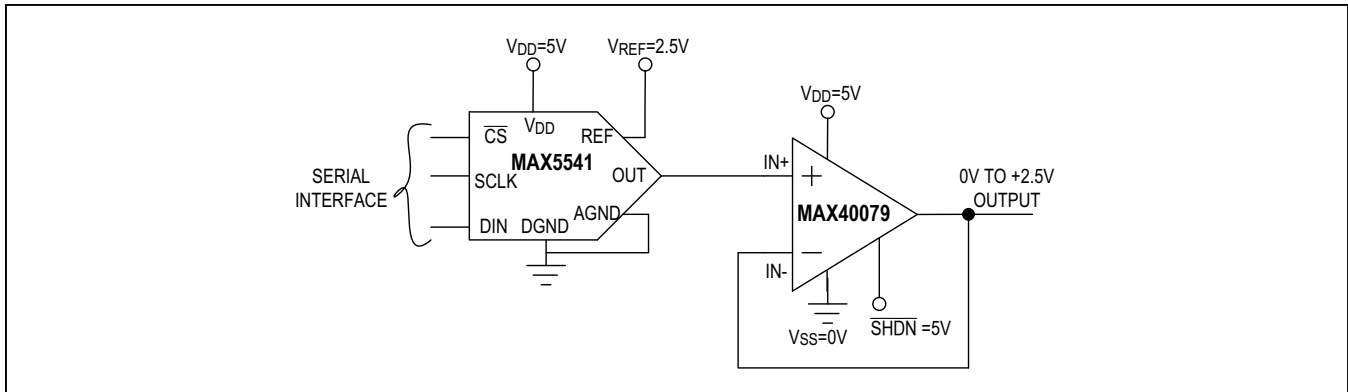 VDD=5V
VREF=2.5V
VDD=5V
CS
VDD
REF
MAX5541
SERIAL
INTERFACE
SCLK
OUT
DIN
DGND
AGND
IN+
+
MAX40079
0V TO +2.5V
OUTPUT
IN-
−
VSS=0V
SHDN =5V